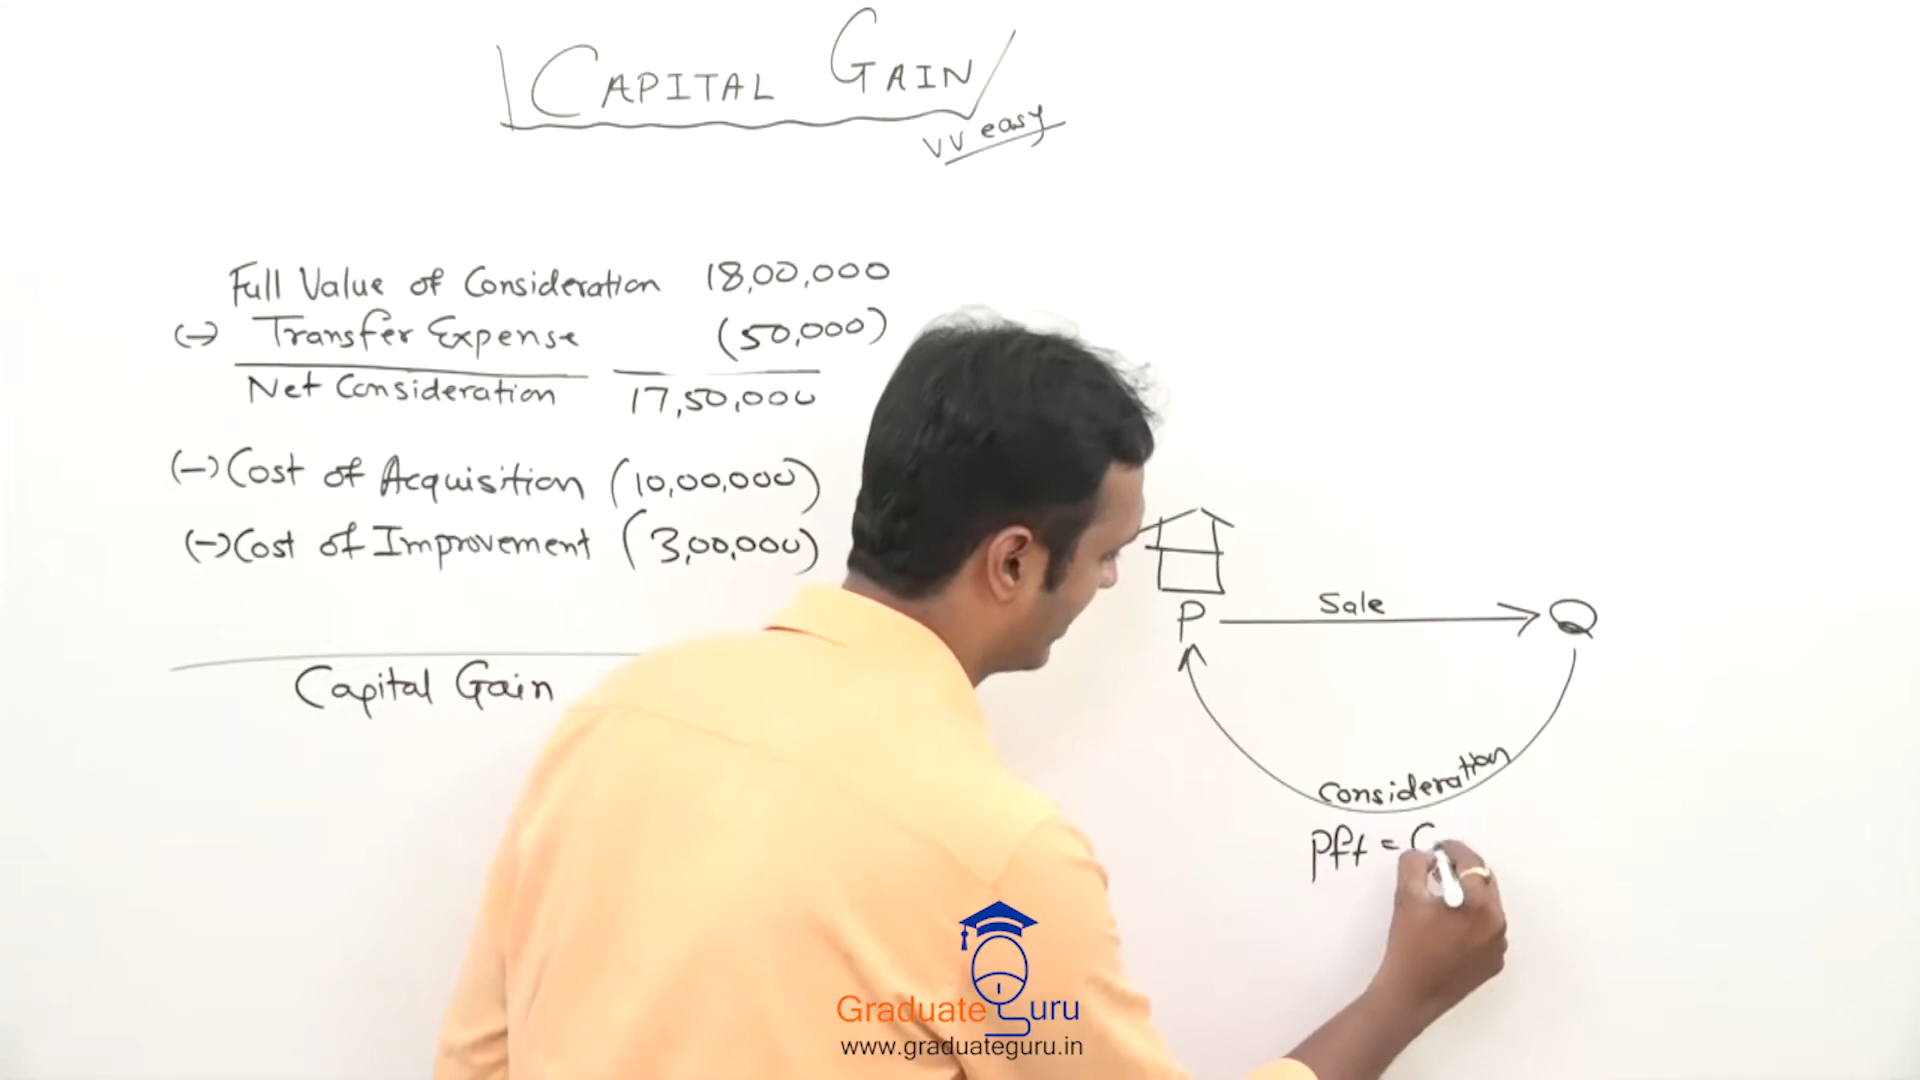 CAPITAL GAIN
VV easy
Full Value of Consideration 18,00,000
(-) Transfer Expense (50,000)
Net Consideration 17,50,000
(-) Cost of Acquisition (10,00,000)
(-) Cost of Improvement (3,00,000)
Capital Gain
P Sale Q
Consideration
Pft = C
Graduate Guru
www.graduateguru.in